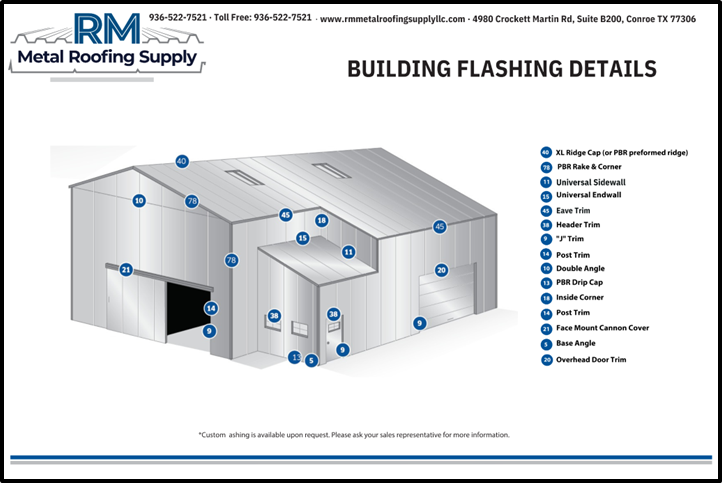 RM
Metal Roofing Supply
936-522-7521 · Toll Free: 936-522-7521 · www.rmmetalroofingsupplyllc.com · 4980 Crockett Martin Rd, Suite B200, Conroe TX 77306
BUILDING FLASHING DETAILS
40
10
78
45
18
45
15
11
78
21
20
14
9
38
38
9
9
13
5
40 XL Ridge Cap (or PBR preformed ridge)
78 PBR Rake & Corner
11 Universal Sidewall
15 Universal Endwall
45 Eave Trim
38 Header Trim
9 "J" Trim
14 Post Trim
10 Double Angle
13 PBR Drip Cap
18 Inside Corner
14 Post Trim
21 Face Mount Cannon Cover
5 Base Angle
20 Overhead Door Trim
*Custom ashing is available upon request. Please ask your sales representative for more information.